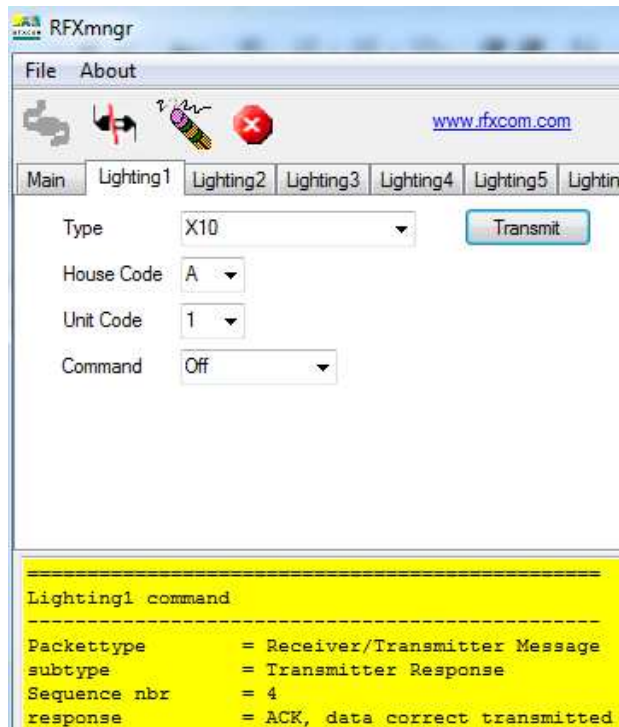 RFXmngr
File About
www.rfxcom.com
Main Lighting1 Lighting2 Lighting3 Lighting4 Lighting5 Lightin
Type X10 Transmit
House Code A
Unit Code 1
Command Off
================================================
Lighting1 command
------------------------------------------------
Packettype = Receiver/Transmitter Message
subtype = Transmitter Response
Sequence nbr = 4
response = ACK, data correct transmitted